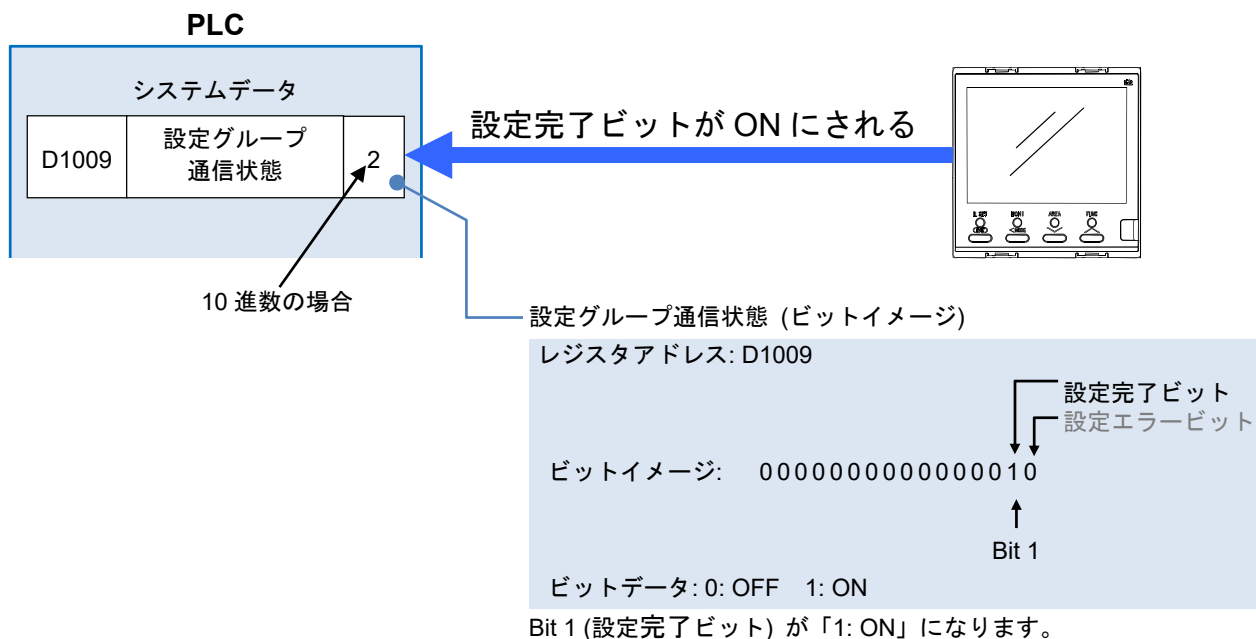 PLC
システムデータ
D1009
設定グループ
通信状態
2
設定完了ビットが ON にされる
10 進数の場合
設定グループ通信状態 (ビットイメージ)
レジスタアドレス: D1009
設定完了ビット
設定エラービット
ビットイメージ: 0000000000000010
Bit 1
ビットデータ: 0: OFF 1: ON
Bit 1 (設定完了ビット) が「1: ON」になります。